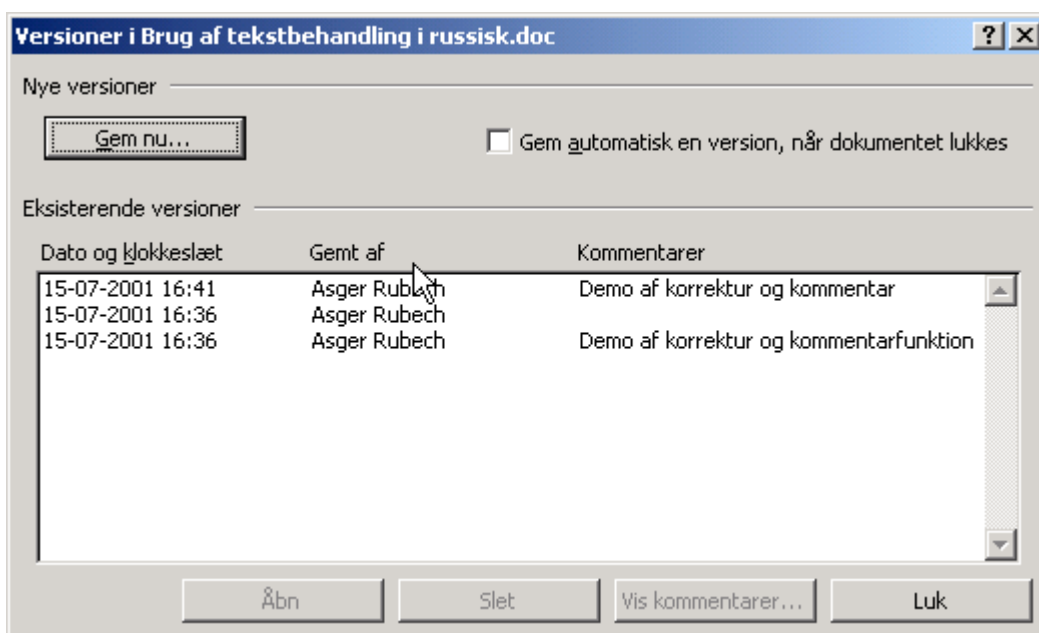 Versioner i Brug af tekstbehandling i russisk.doc
Nye versioner
Gem nu...
Gem automatisk en version, når dokumentet lukkes
Eksisterende versioner
Dato og klokkeslæt Gemt af Kommentarer
15-07-2001 16:41 Asger Rubech Demo af korrektur og kommentar
15-07-2001 16:36 Asger Rubech
15-07-2001 16:36 Asger Rubech Demo af korrektur og kommentarfunktion
Åbn Slet Vis kommentarer... Luk